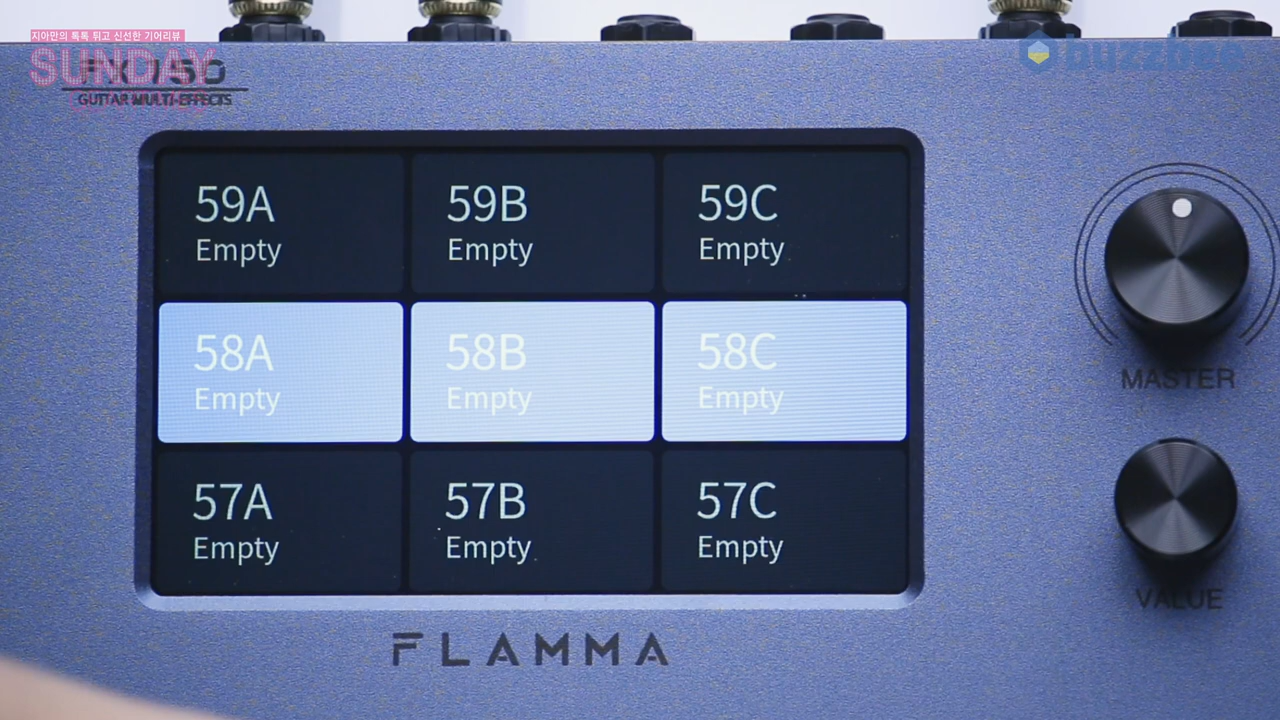 지아만의 톡톡 튀고 신선한 기어리뷰
SUNDAY
buzzbee
GUITAR MULTI-EFFECTS
59A
Empty
59B
Empty
59C
Empty
58A
Empty
58B
Empty
58C
Empty
57A
Empty
57B
Empty
57C
Empty
MASTER
VALUE
FLAMMA